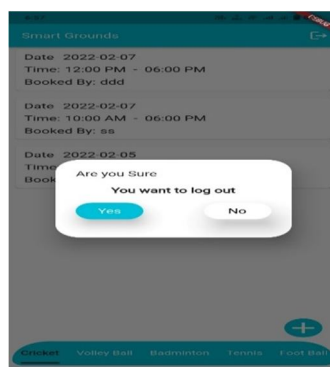 Smart Grounds
Date 2022-02-07
Time: 12:00 PM - 06:00 PM
Booked By: ddd
Date 2022-02-07
Time: 10:00 AM - 06:00 PM
Booked By: ss
Date 2022-02-05
Time
Book
Are you Sure
You want to log out
Yes
No
Cricket Volley Ball Badminton Tennis Foot Ball